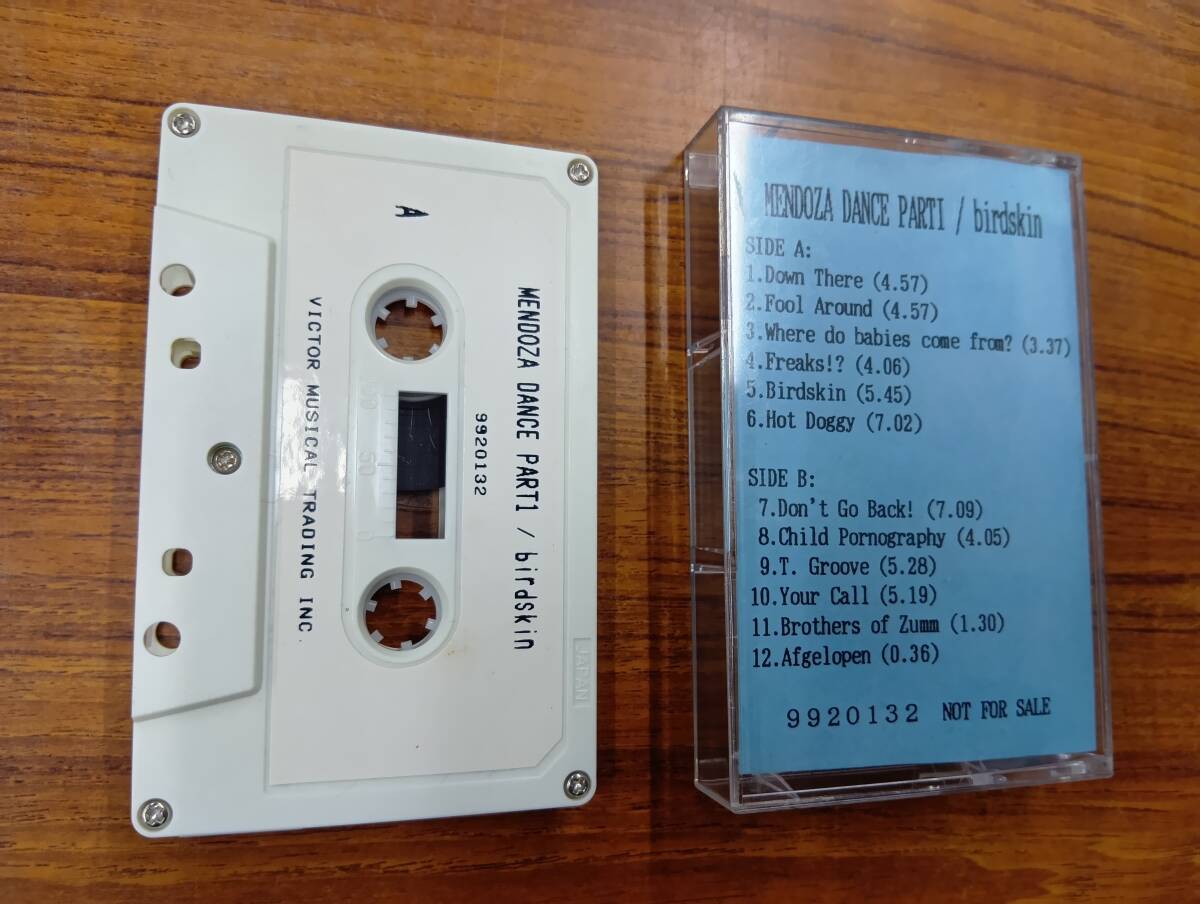 A
MENDOZA DANCE PART1 / birdskin
9920132
VICTOR MUSICAL TRADING INC.
100 50 0
JAPAN
MENDOZA DANCE PARTI / birdskin
SIDE A:
1.Down There (4.57)
2.Fool Around (4.57)
3.Where do babies come from? (3.37)
4.Freaks!? (4.06)
5.Birdskin (5.45)
6.Hot Doggy (7.02)
SIDE B:
7.Don't Go Back! (7.09)
8.Child Pornography (4.05)
9.T. Groove (5.28)
10.Your Call (5.19)
11.Brothers of Zumm (1.30)
12.Afgelopen (0.36)
9920132 NOT FOR SALE